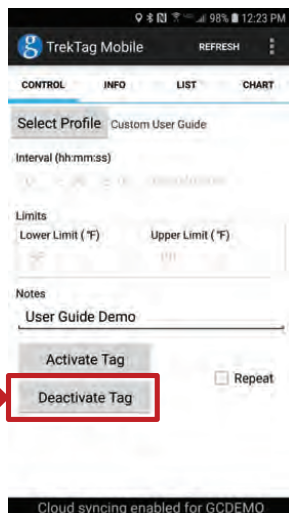 98% 12:23 PM
g TrekTag Mobile REFRESH
CONTROL INFO LIST CHART
Select Profile Custom User Guide
Interval (hh:mm:ss)
Limits
Lower Limit (°F) Upper Limit (°F)
Notes
User Guide Demo
Activate Tag
Repeat
Deactivate Tag
Cloud syncing enabled for GCDEMO